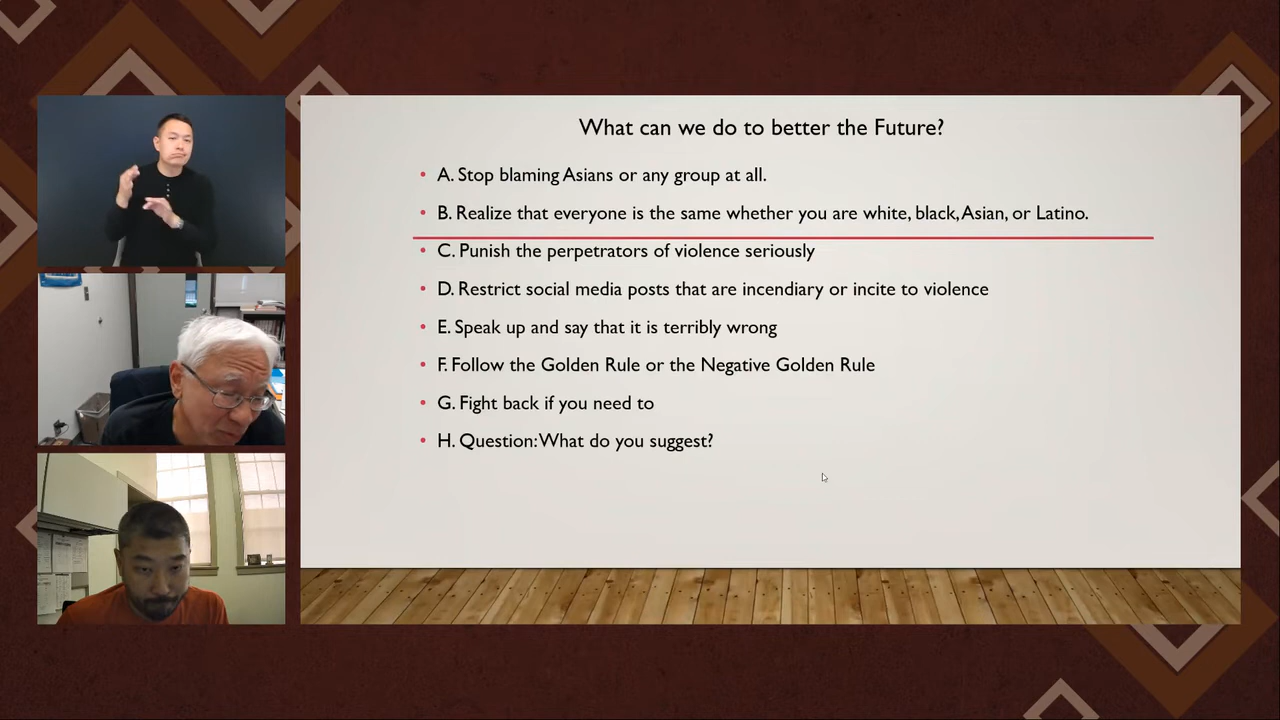 What can we do to better the Future?
• A. Stop blaming Asians or any group at all.
• B. Realize that everyone is the same whether you are white, black, Asian, or Latino.
• C. Punish the perpetrators of violence seriously
• D. Restrict social media posts that are incendiary or incite to violence
• E. Speak up and say that it is terribly wrong
• F. Follow the Golden Rule or the Negative Golden Rule
• G. Fight back if you need to
• H. Question: What do you suggest?